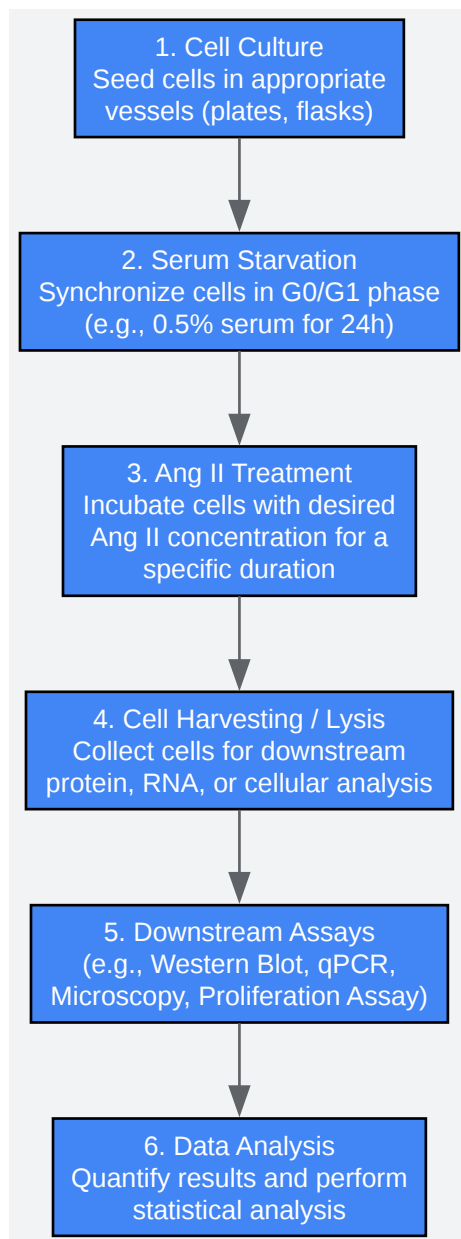 1. Cell Culture
Seed cells in appropriate
vessels (plates, flasks)
2. Serum Starvation
Synchronize cells in G0/G1 phase
(e.g., 0.5% serum for 24h)
3. Ang II Treatment
Incubate cells with desired
Ang II concentration for a
specific duration
4. Cell Harvesting / Lysis
Collect cells for downstream
protein, RNA, or cellular analysis
5. Downstream Assays
(e.g., Western Blot, qPCR,
Microscopy, Proliferation Assay)
6. Data Analysis
Quantify results and perform
statistical analysis